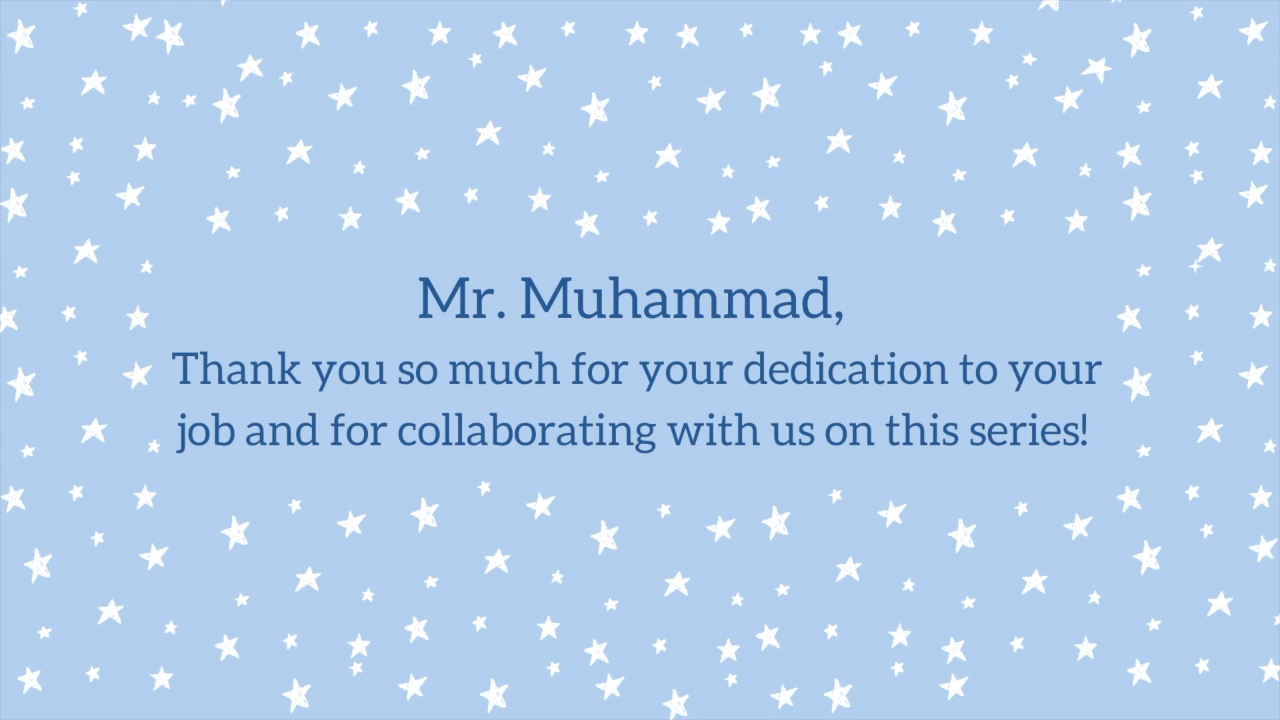 Mr. Muhammad,
Thank you so much for your dedication to your
job and for collaborating with us on this series!